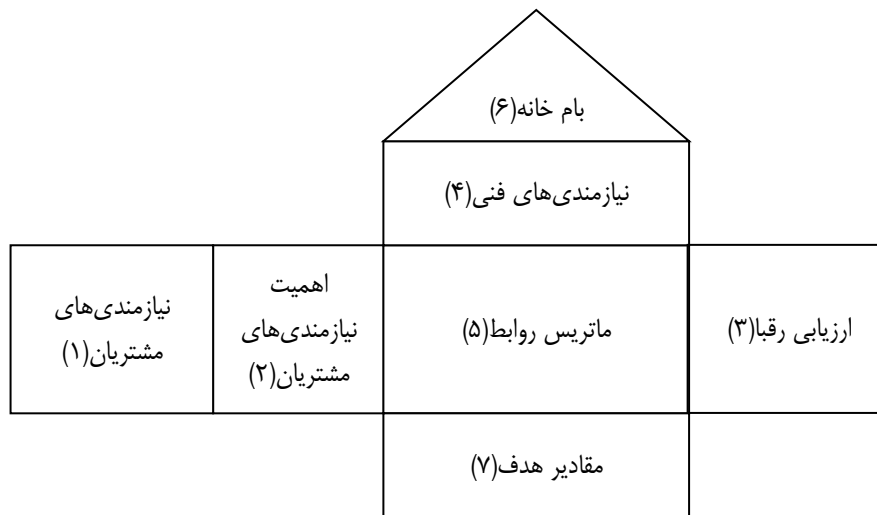 بام خانه(۶)
نیازمندی‌های فنی(۴)
نیازمندی‌های
مشتریان(۱)
اهمیت
نیازمندی‌های
مشتریان(۲)
ماتریس روابط(۵)
ارزیابی رقبا(۳)
مقادیر هدف(۷)